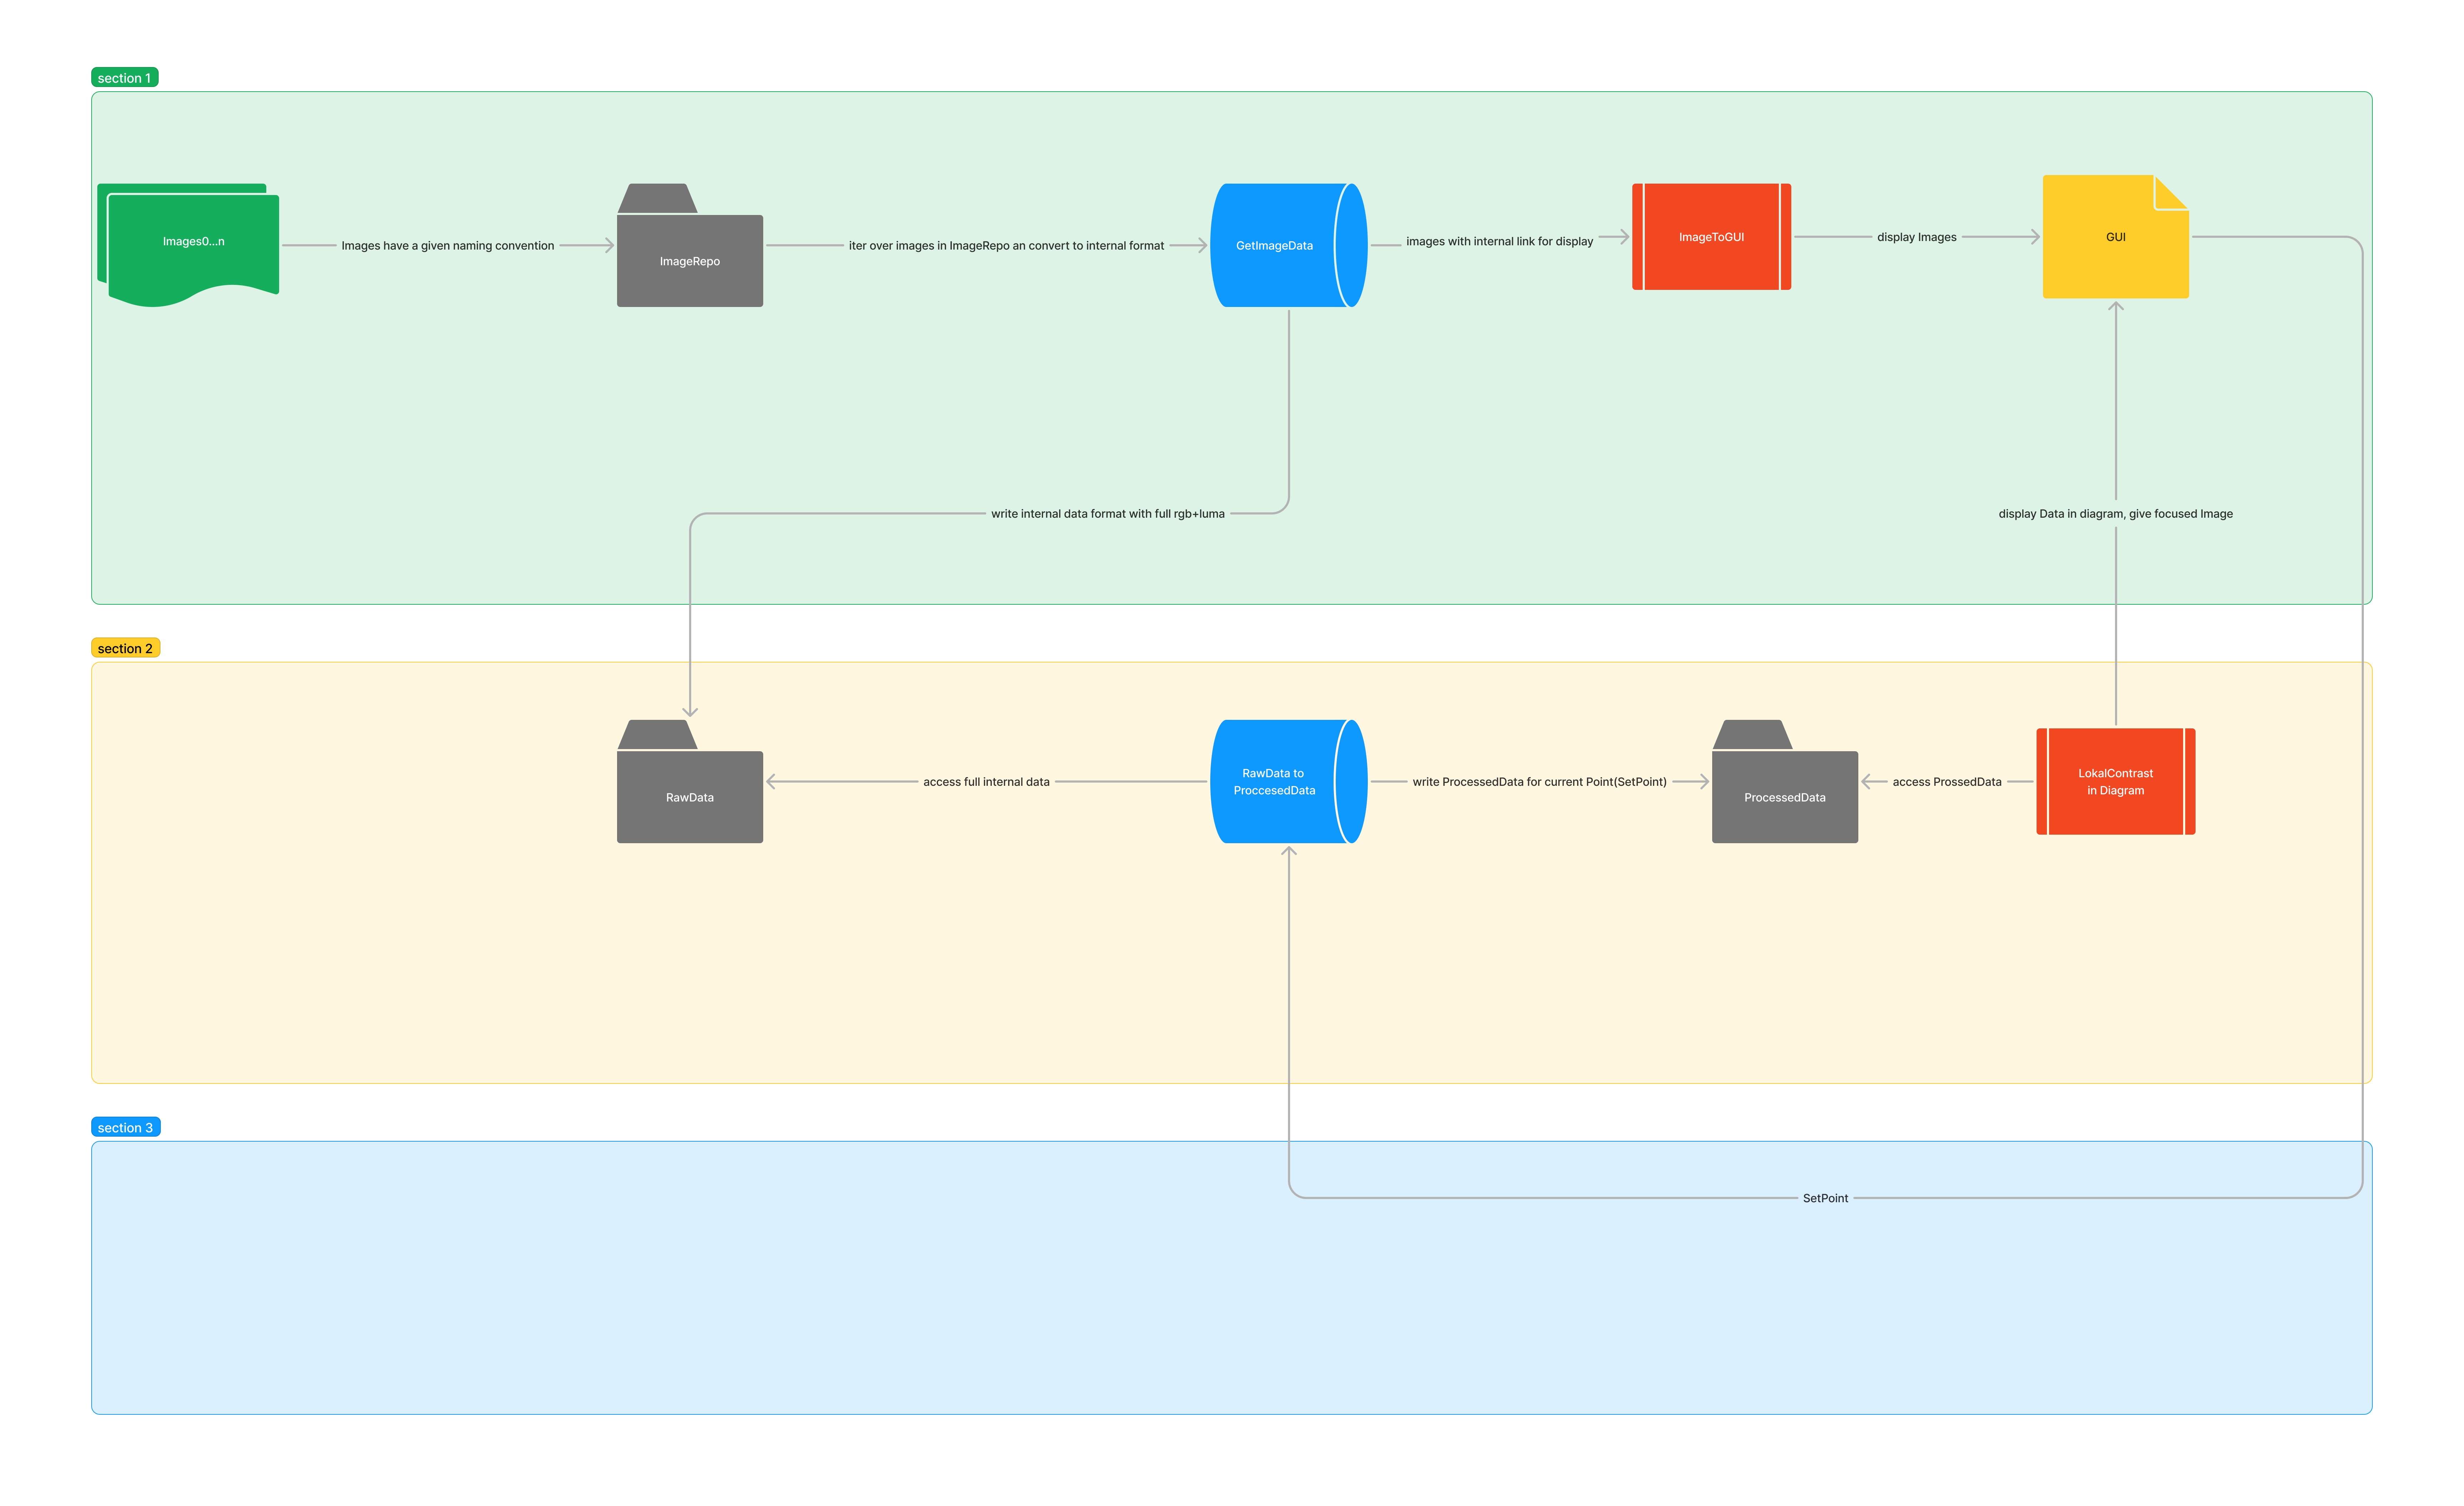 section 1
Images0...n
Images have a given naming convention
ImageRepo
iter over images in ImageRepo an convert to internal format
GetImageData
images with internal link for display
ImageToGUI
display Images
GUI
write internal data format with full rgb+luma
display Data in diagram, give focused Image
section 2
RawData
access full internal data
RawData to
ProccesedData
write ProcessedData for current Point(SetPoint)
ProcessedData
access ProssedData
LokalContrast
in Diagram
section 3
SetPoint